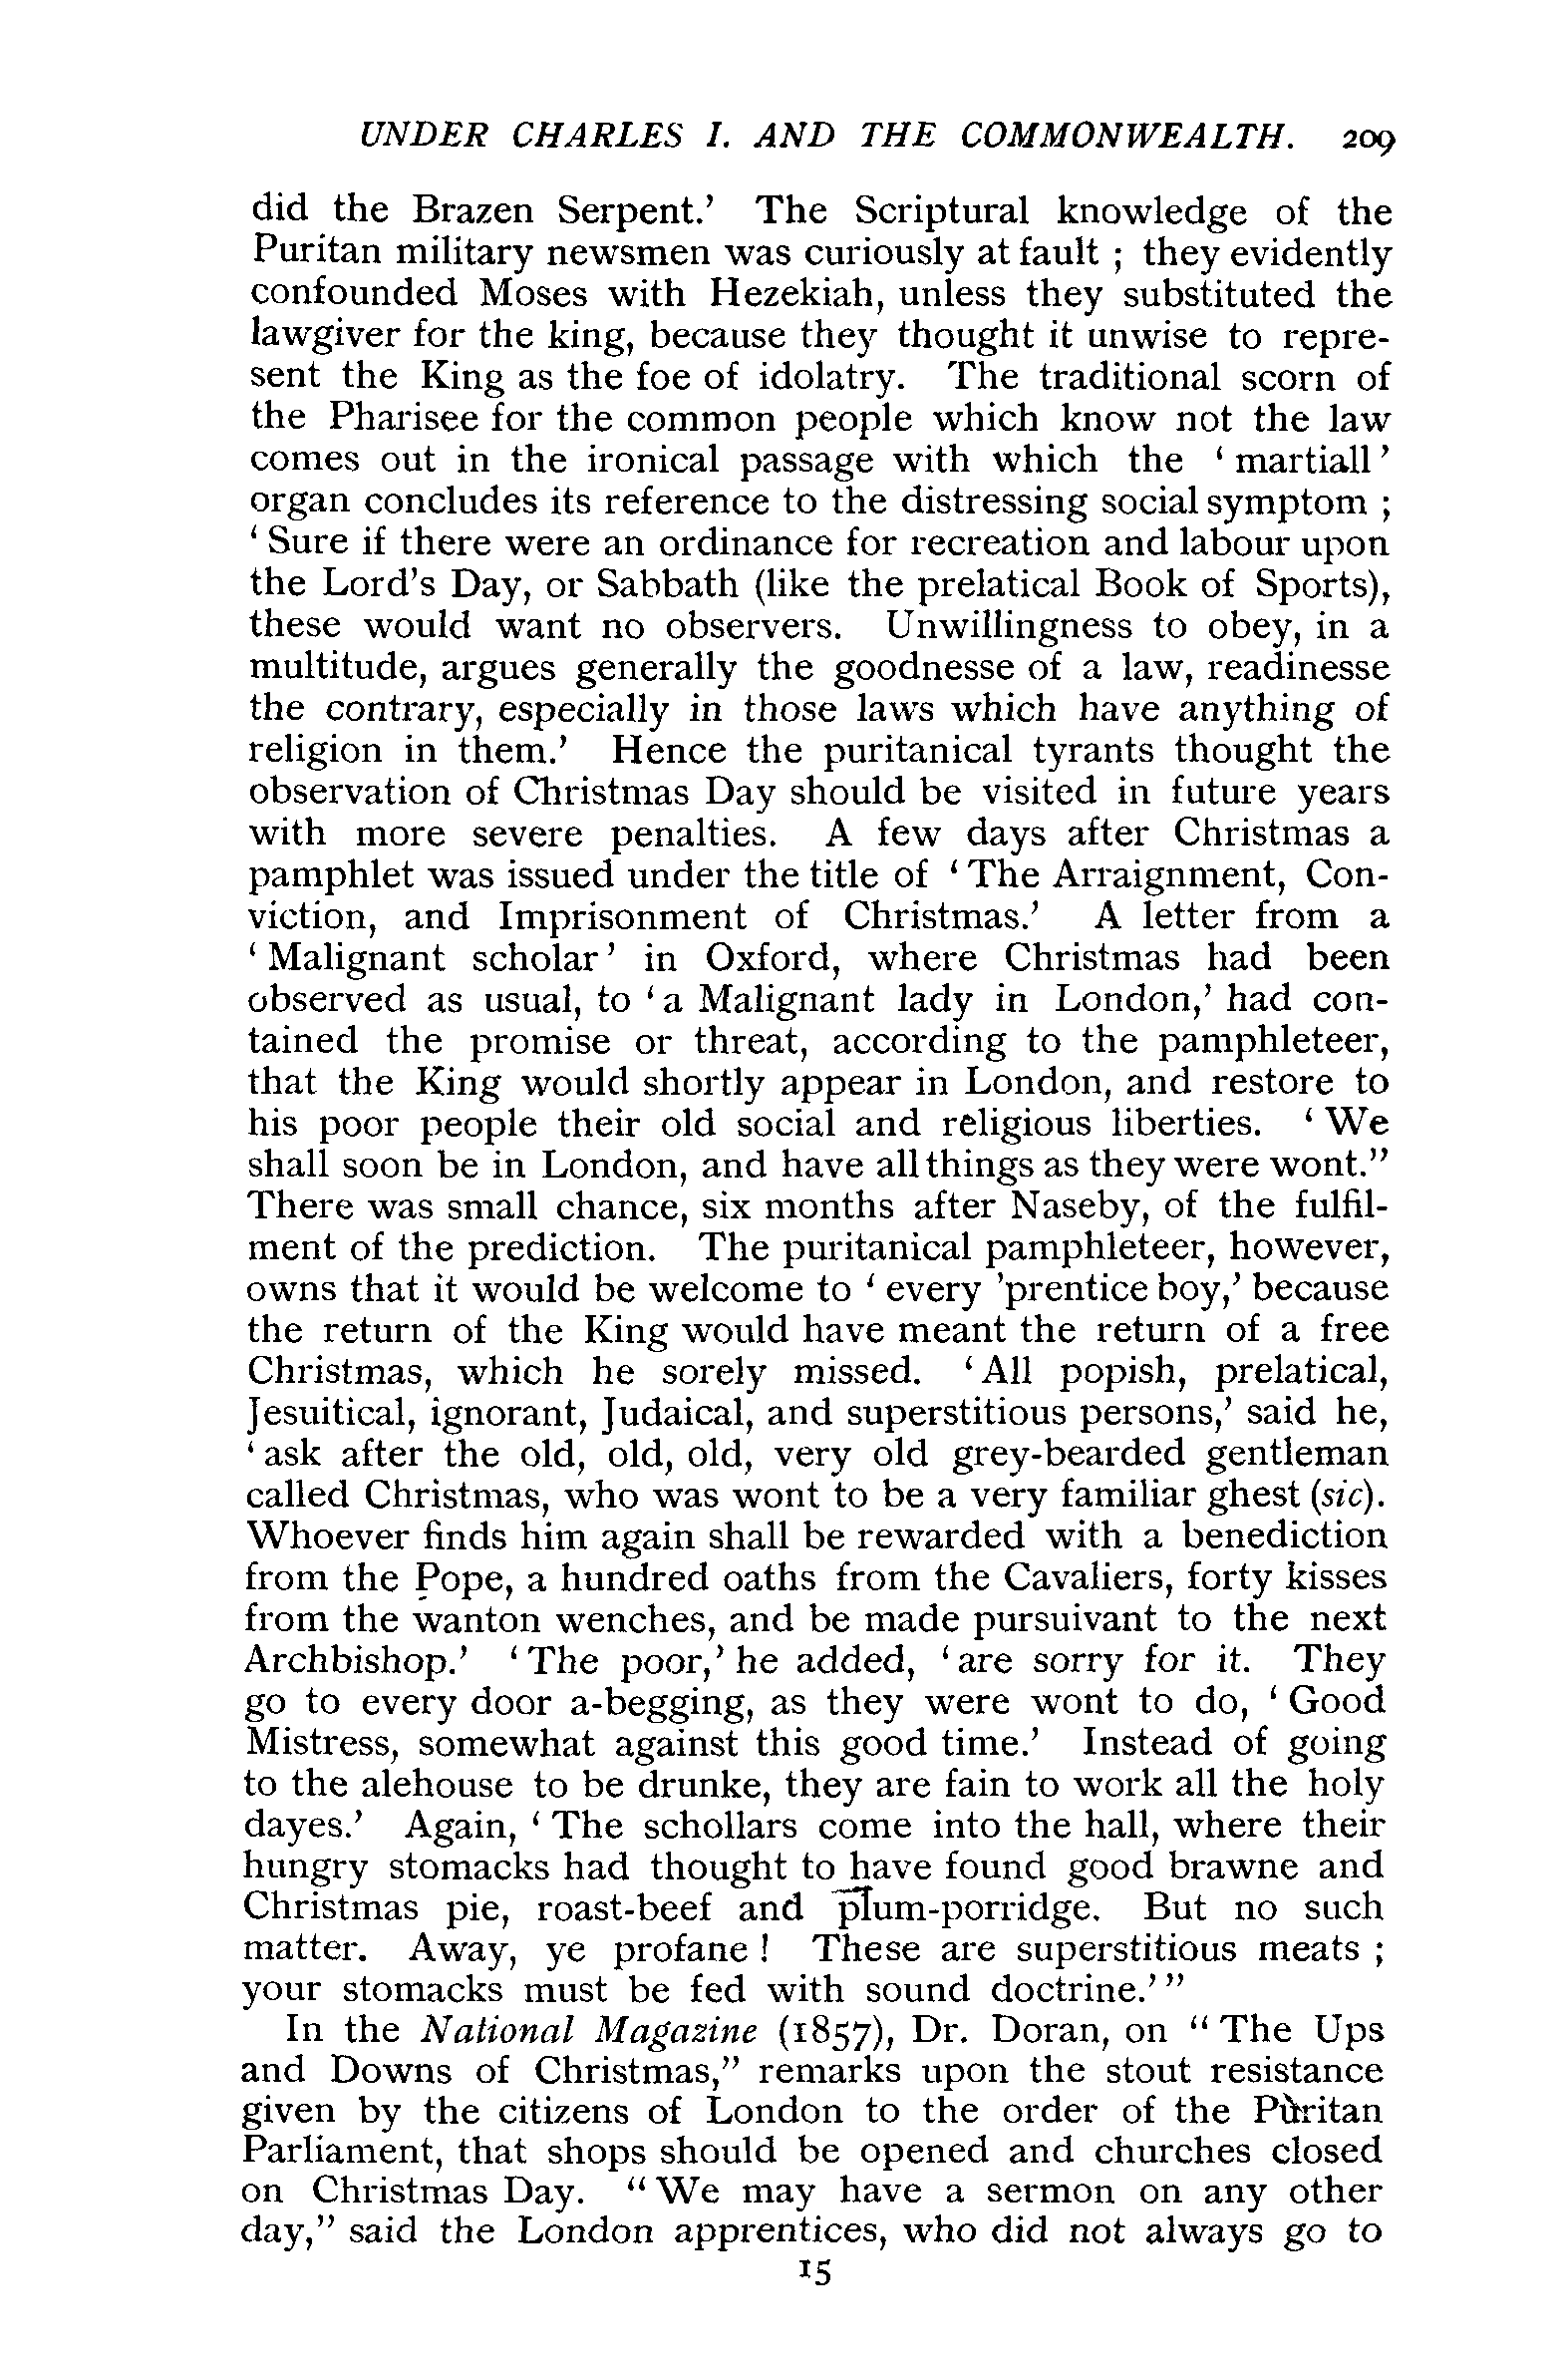 UNDER CHARLES I. AND THE COMMONWEALTH. 209
did the Brazen Serpent.’ The Scriptural knowledge of the
Puritan military newsmen was curiously at fault ; they evidently
confounded Moses with Hezekiah, unless they substituted the
lawgiver for the king, because they thought it unwise to repre-
sent the King as the foe of idolatry. The traditional scorn of
the Pharisee for the common people which know not the law
comes out in the ironical passage with which the ‘ martiall ’
organ concludes its reference to the distressing social symptom ;
‘ Sure if there were an ordinance for recreation and labour upon
the Lord’s Day, or Sabbath (like the prelatical Book of Sports),
these would want no observers. Unwillingness to obey, in a
multitude, argues generally the goodnesse of a law, readinesse
the contrary, especially in those laws which have anything of
religion in them.’ Hence the puritanical tyrants thought the
observation of Christmas Day should be visited in future years
with more severe penalties. A few days after Christmas a
pamphlet was issued under the title of ‘ The Arraignment, Con-
viction, and Imprisonment of Christmas.’ A letter from a
‘ Malignant scholar ’ in Oxford, where Christmas had been
observed as usual, to ‘ a Malignant lady in London,’ had con-
tained the promise or threat, according to the pamphleteer,
that the King would shortly appear in London, and restore to
his poor people their old social and religious liberties. ‘ We
shall soon be in London, and have all things as they were wont.”
There was small chance, six months after Naseby, of the fulfil-
ment of the prediction. The puritanical pamphleteer, however,
owns that it would be welcome to ‘ every ’prentice boy,’ because
the return of the King would have meant the return of a free
Christmas, which he sorely missed. ‘ All popish, prelatical,
Jesuitical, ignorant, Judaical, and superstitious persons,’ said he,
‘ ask after the old, old, old, very old grey-bearded gentleman
called Christmas, who was wont to be a very familiar ghest (sic).
Whoever finds him again shall be rewarded with a benediction
from the Pope, a hundred oaths from the Cavaliers, forty kisses
from the wanton wenches, and be made pursuivant to the next
Archbishop.’ ‘ The poor,’ he added, ‘ are sorry for it. They
go to every door a-begging, as they were wont to do, ‘ Good
Mistress, somewhat against this good time.’ Instead of going
to the alehouse to be drunke, they are fain to work all the holy
dayes.’ Again, ‘ The schollars come into the hall, where their
hungry stomacks had thought to have found good brawne and
Christmas pie, roast-beef and plum-porridge. But no such
matter. Away, ye profane ! These are superstitious meats ;
your stomacks must be fed with sound doctrine.’ ”
In the National Magazine (1857), Dr. Doran, on “ The Ups
and Downs of Christmas,” remarks upon the stout resistance
given by the citizens of London to the order of the Puritan
Parliament, that shops should be opened and churches closed
on Christmas Day. “ We may have a sermon on any other
day,” said the London apprentices, who did not always go to
15